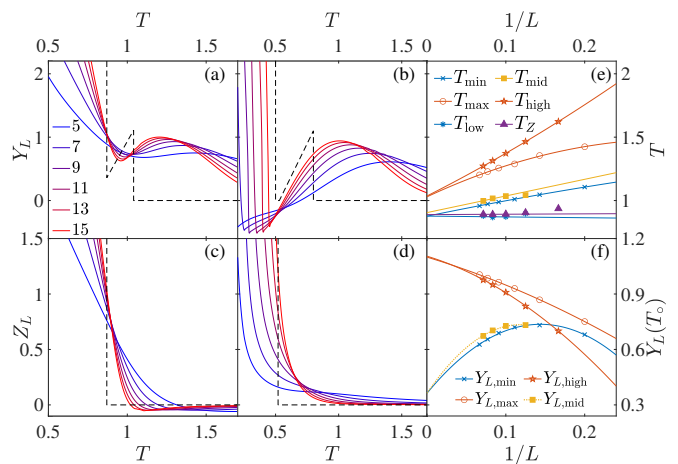 T T 1/L
0.5 1 1.5 0.5 1 1.5 0 0.1 0.2
(a) (b) (e)
2 1 0
Y_L
5
7
9
11
13
15
T_min T_mid
T_max T_high
T_low T_Z
2 1.5 1
T
(c) (d) (f)
1.5 1 0.5 0
Z_L
Y_L,min Y_L,high
Y_L,max Y_L,mid
1.2 0.9 0.6 0.3
Y_L(T_∘)
0.5 1 1.5 0.5 1 1.5 0 0.1 0.2
T T 1/L